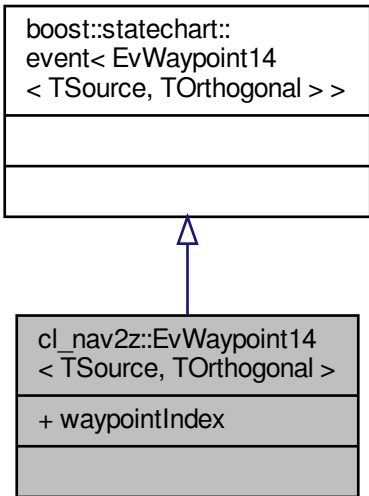 boost::statechart::
event< EvWaypoint14
< TSource, TOrthogonal > >
cl_nav2z::EvWaypoint14
< TSource, TOrthogonal >
+ waypointIndex